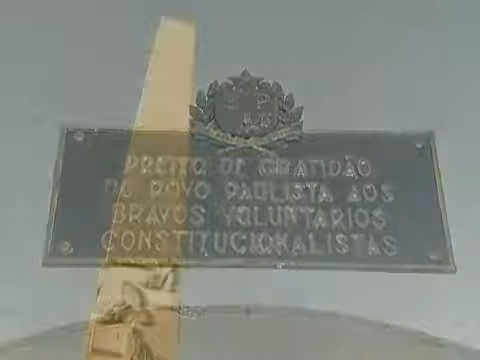 S P
PREITO DE GRATIDÃO
DO POVO PAULISTA AOS
BRAVOS VOLUNTARIOS
CONSTITUCIONALISTAS